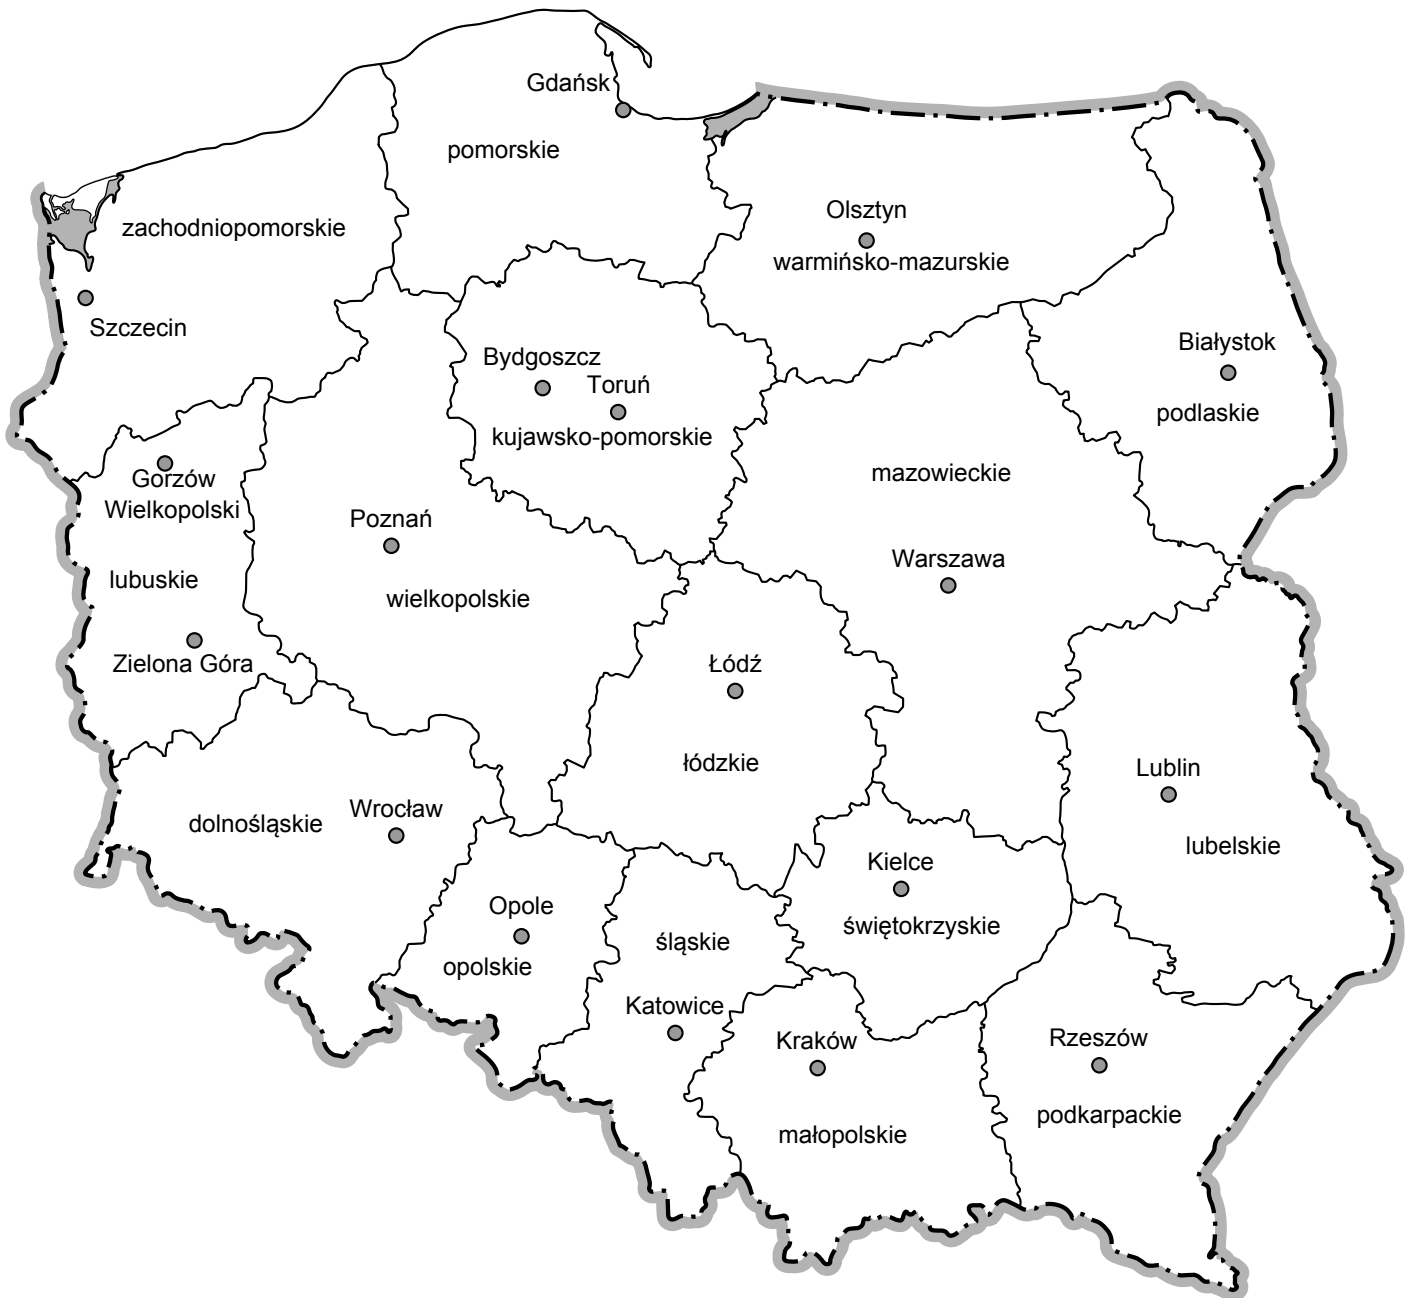 Gdańsk
pomorskie
Olsztyn
warmińsko-mazurskie
zachodniopomorskie
Szczecin
Białystok
podlaskie
Bydgoszcz
Toruń
kujawsko-pomorskie
Gorzów
Wielkopolski
mazowieckie
Poznań
Warszawa
lubuskie
wielkopolskie
Zielona Góra
Łódź
łódzkie
Lublin
lubelskie
Wrocław
dolnośląskie
Kielce
świętokrzyskie
Opole
opolskie
śląskie
Katowice
Kraków
małopolskie
Rzeszów
podkarpackie